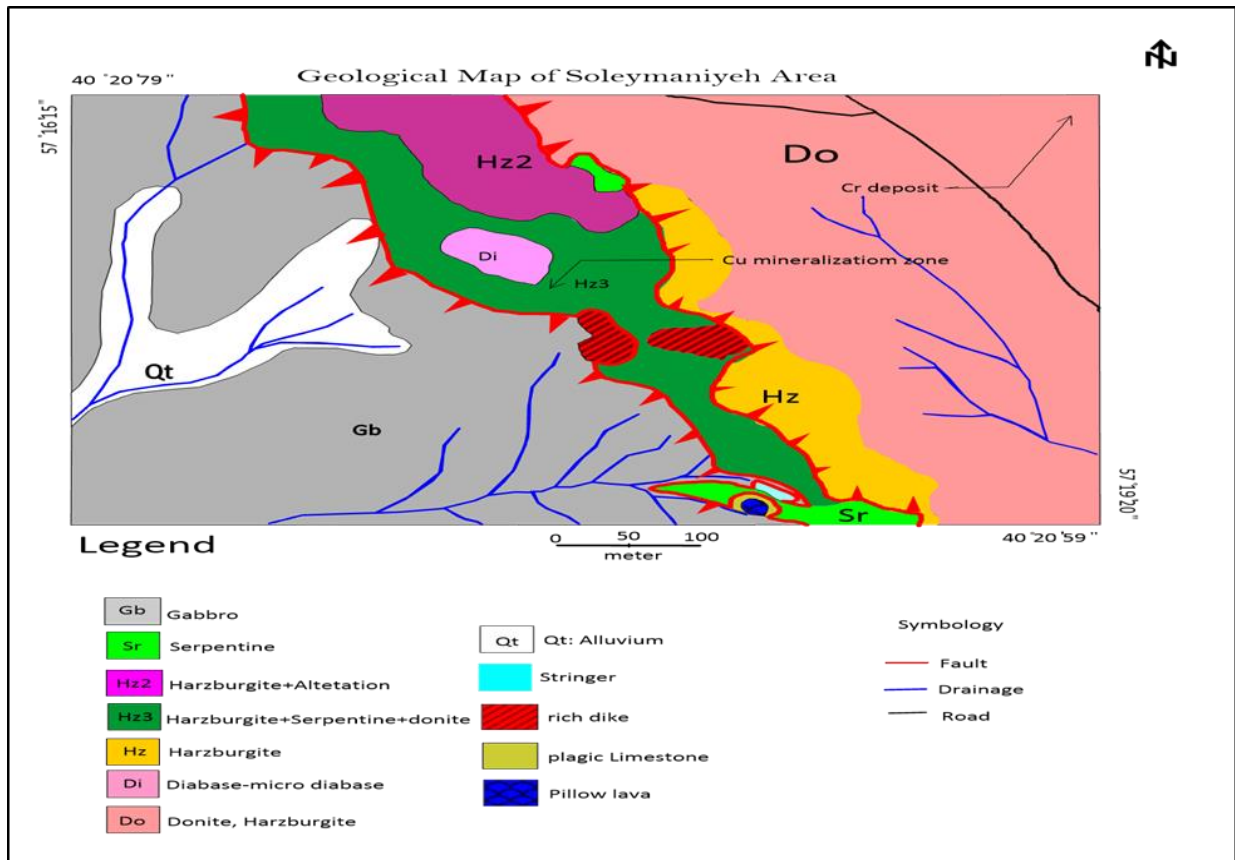 N
40 °20 79 "
Geological Map of Soleymaniyeh Area
57 °16 15"
Hz2
Do
Cr deposit
Di
Cu mineralizatiom zone
Hz3
Qt
Hz
Gb
57 °19 20"
Sr
Legend
0 50 100
meter
40 °20 59 "
Gb Gabbro
Sr Serpentine
Hz2 Harzburgite+Altetation
Hz3 Harzburgite+Serpentine+donite
Hz Harzburgite
Di Diabase-micro diabase
Do Donite, Harzburgite
Qt Qt: Alluvium
Stringer
rich dike
plagic Limestone
Pillow lava
Symbology
Fault
Drainage
Road